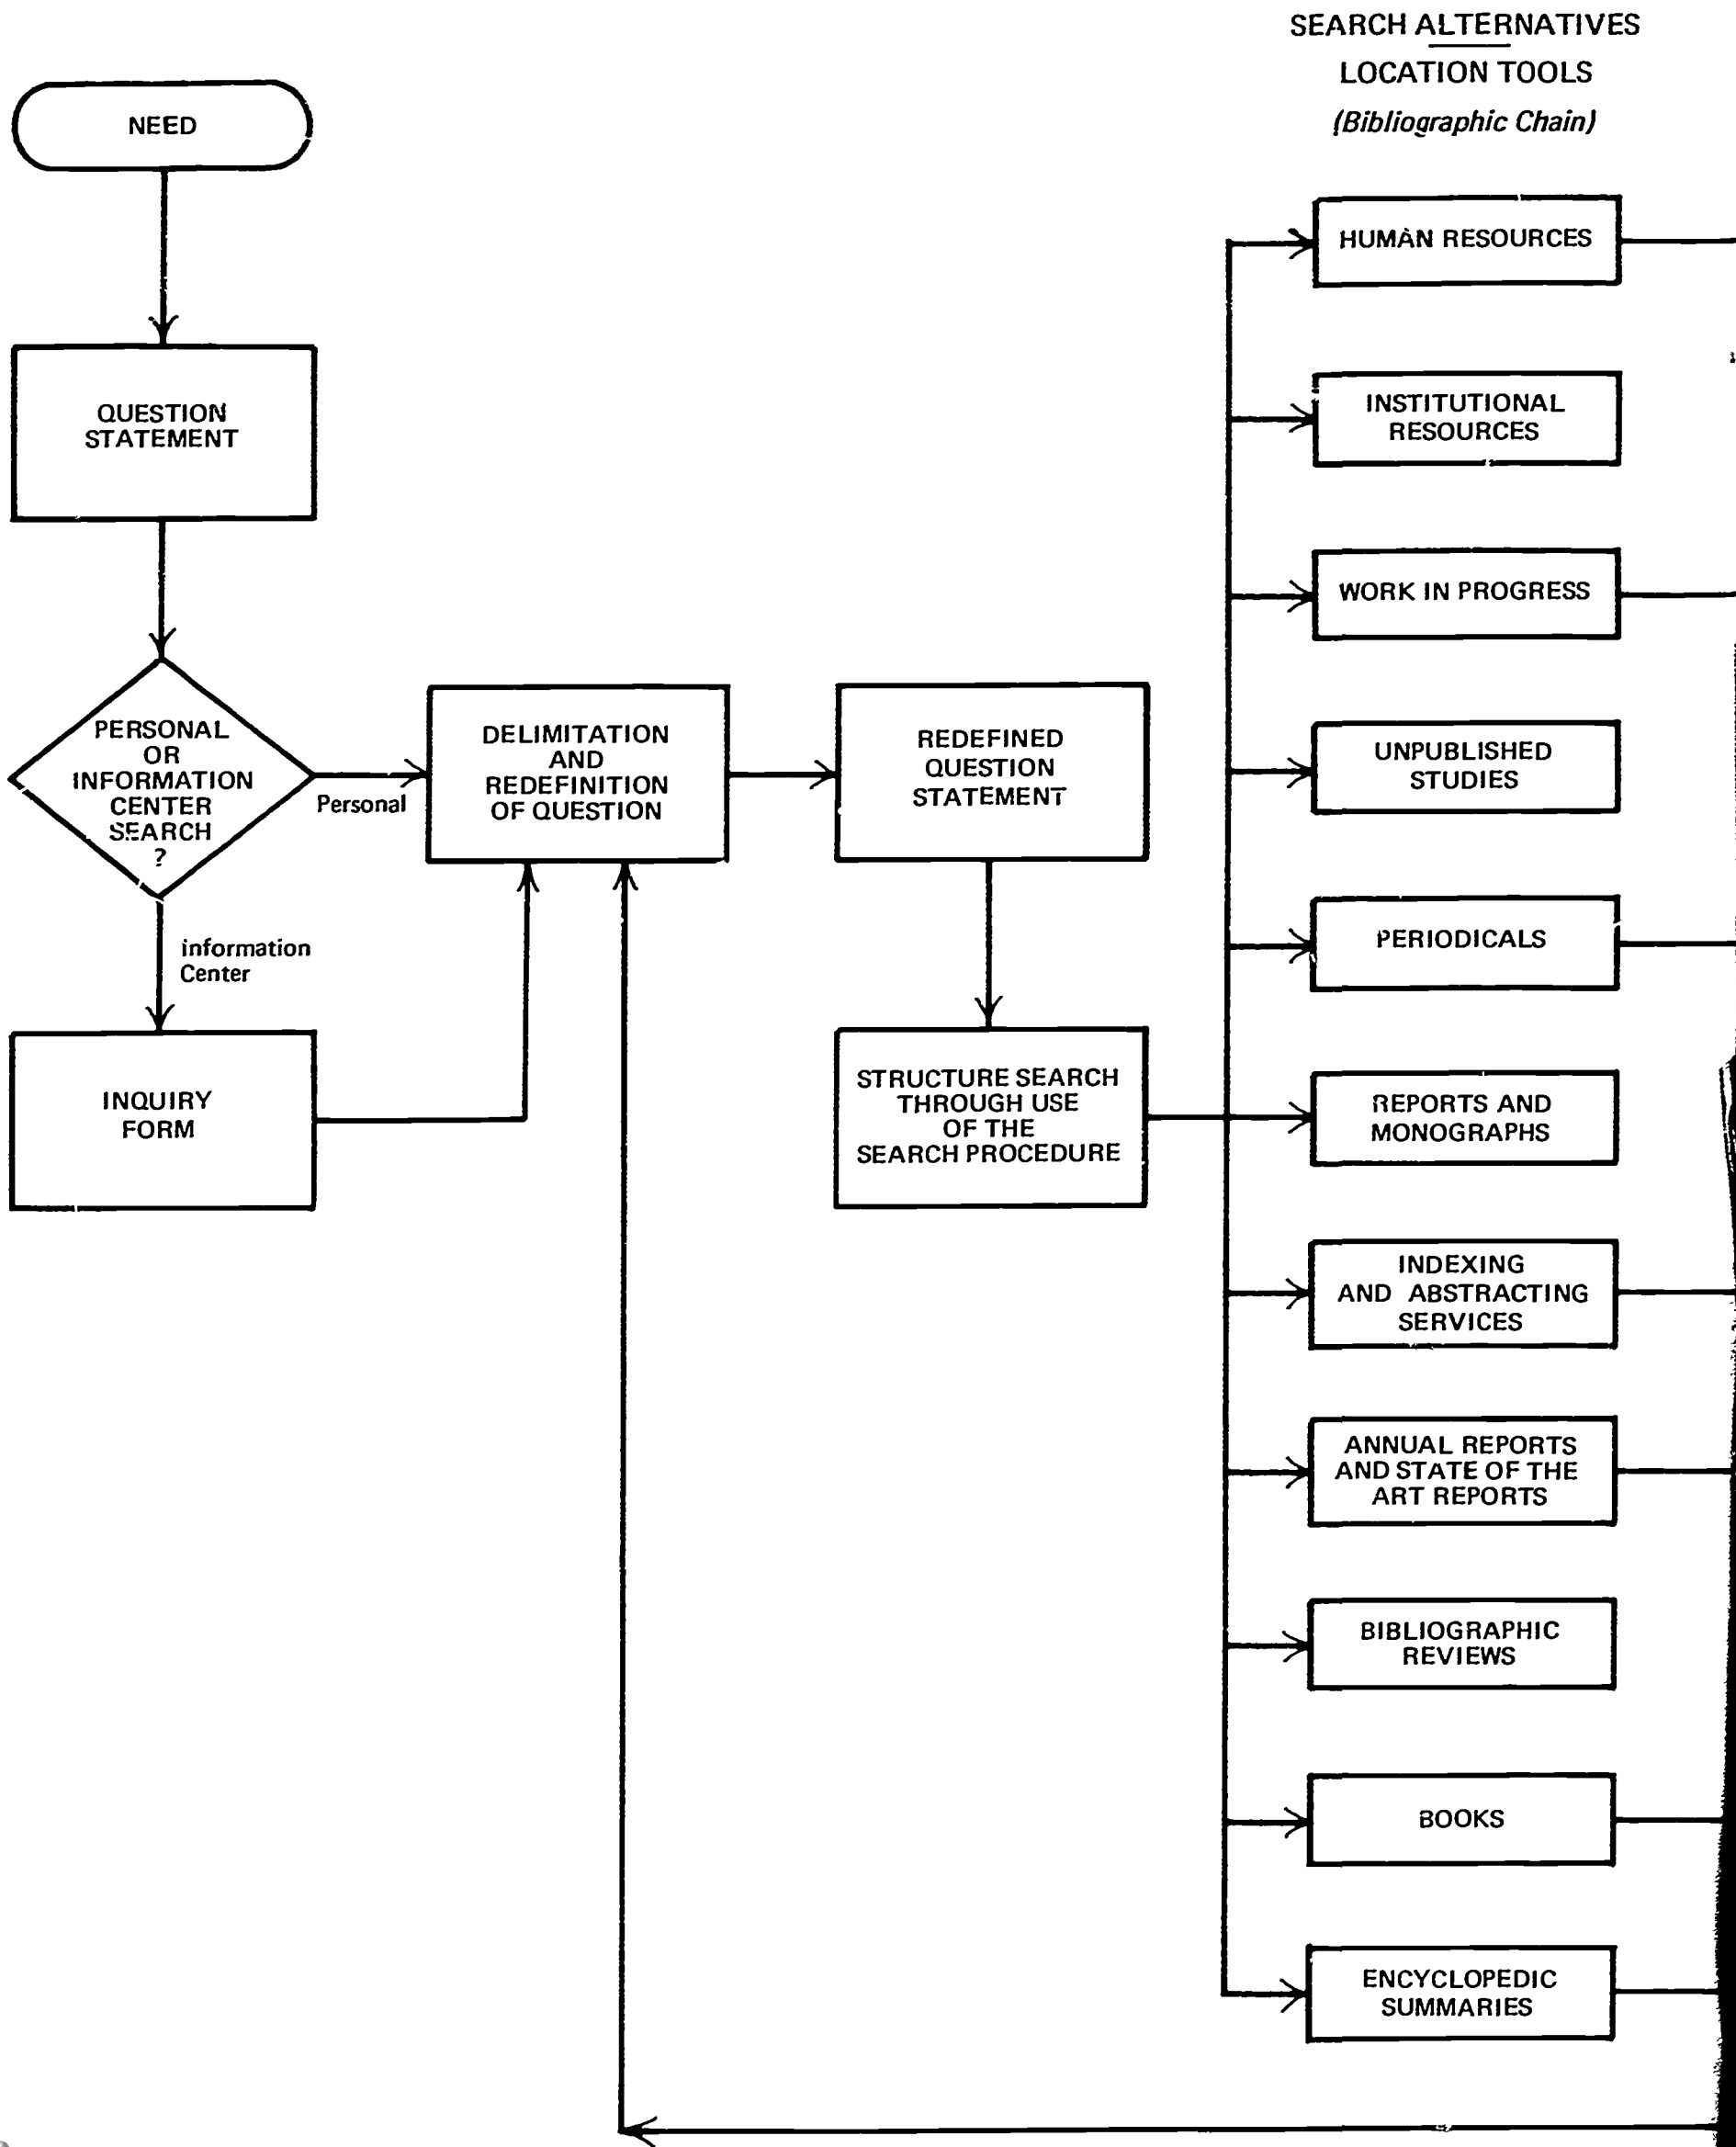 SEARCH ALTERNATIVES
LOCATION TOOLS
(Bibliographic Chain)
NEED
QUESTION
STATEMENT
PERSONAL
OR
INFORMATION
CENTER
SEARCH
?
Personal
information
Center
INQUIRY
FORM
DELIMITATION
AND
REDEFINITION
OF QUESTION
REDEFINED
QUESTION
STATEMENT
STRUCTURE SEARCH
THROUGH USE
OF THE
SEARCH PROCEDURE
HUMAN RESOURCES
INSTITUTIONAL
RESOURCES
WORK IN PROGRESS
UNPUBLISHED
STUDIES
PERIODICALS
REPORTS AND
MONOGRAPHS
INDEXING
AND ABSTRACTING
SERVICES
ANNUAL REPORTS
AND STATE OF THE
ART REPORTS
BIBLIOGRAPHIC
REVIEWS
BOOKS
ENCYCLOPEDIC
SUMMARIES